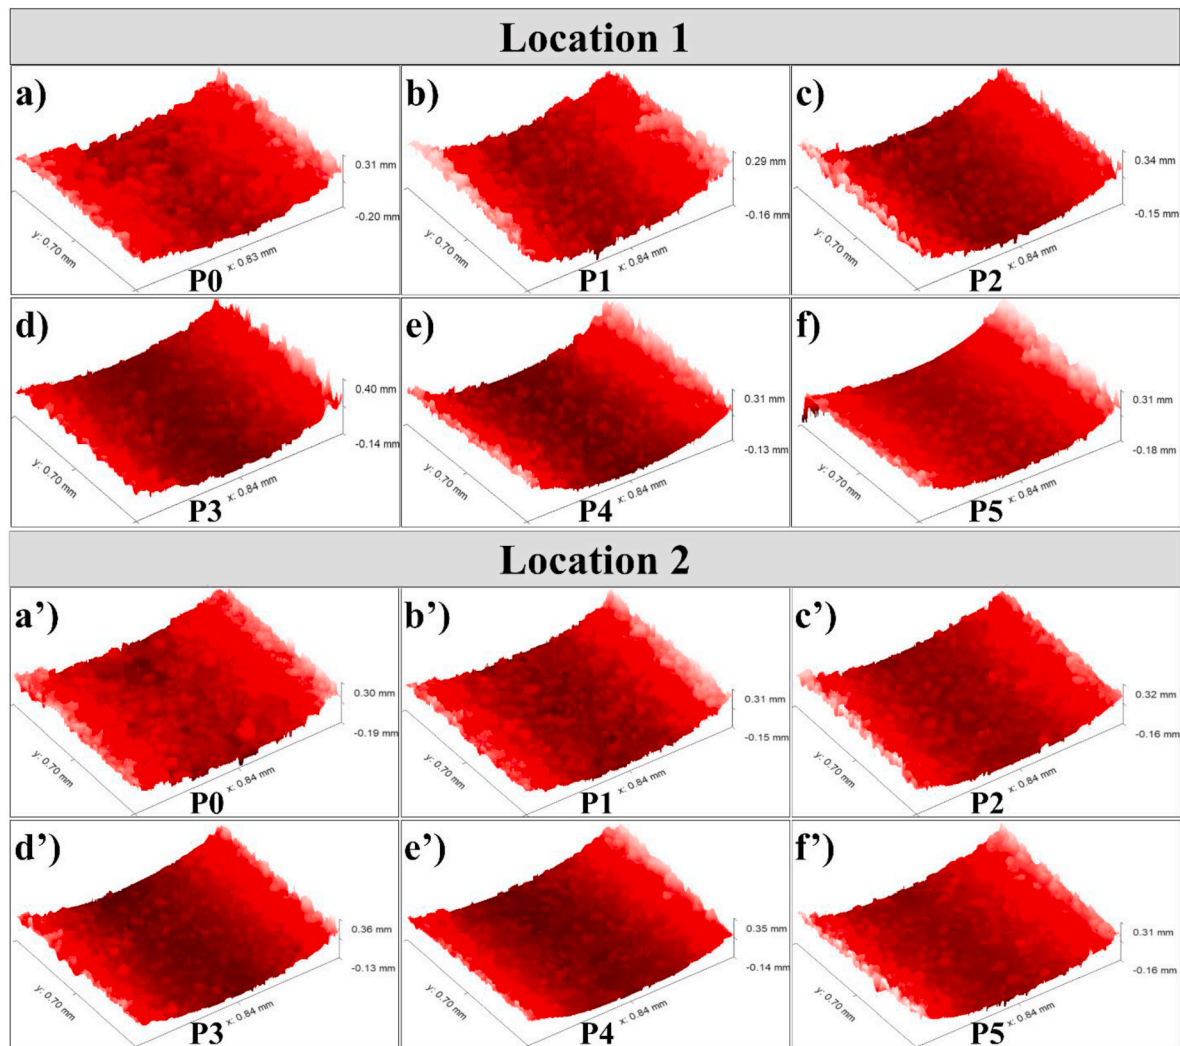 Location 1
a)
0.31 mm
-0.20 mm
y: 0.70 mm
x: 0.83 mm
P0
b)
0.29 mm
-0.16 mm
y: 0.70 mm
x: 0.84 mm
P1
c)
0.34 mm
-0.15 mm
y: 0.70 mm
x: 0.84 mm
P2
d)
0.40 mm
-0.14 mm
y: 0.70 mm
x: 0.84 mm
P3
e)
0.31 mm
-0.13 mm
y: 0.70 mm
x: 0.84 mm
P4
f)
0.31 mm
-0.18 mm
y: 0.70 mm
x: 0.84 mm
P5
Location 2
a’)
0.30 mm
-0.19 mm
y: 0.70 mm
x: 0.84 mm
P0
b’)
0.31 mm
-0.15 mm
y: 0.70 mm
x: 0.84 mm
P1
c’)
0.32 mm
-0.16 mm
y: 0.70 mm
x: 0.84 mm
P2
d’)
0.36 mm
-0.13 mm
y: 0.70 mm
x: 0.84 mm
P3
e’)
0.35 mm
-0.14 mm
y: 0.70 mm
x: 0.84 mm
P4
f’)
0.31 mm
-0.16 mm
y: 0.70 mm
x: 0.84 mm
P5